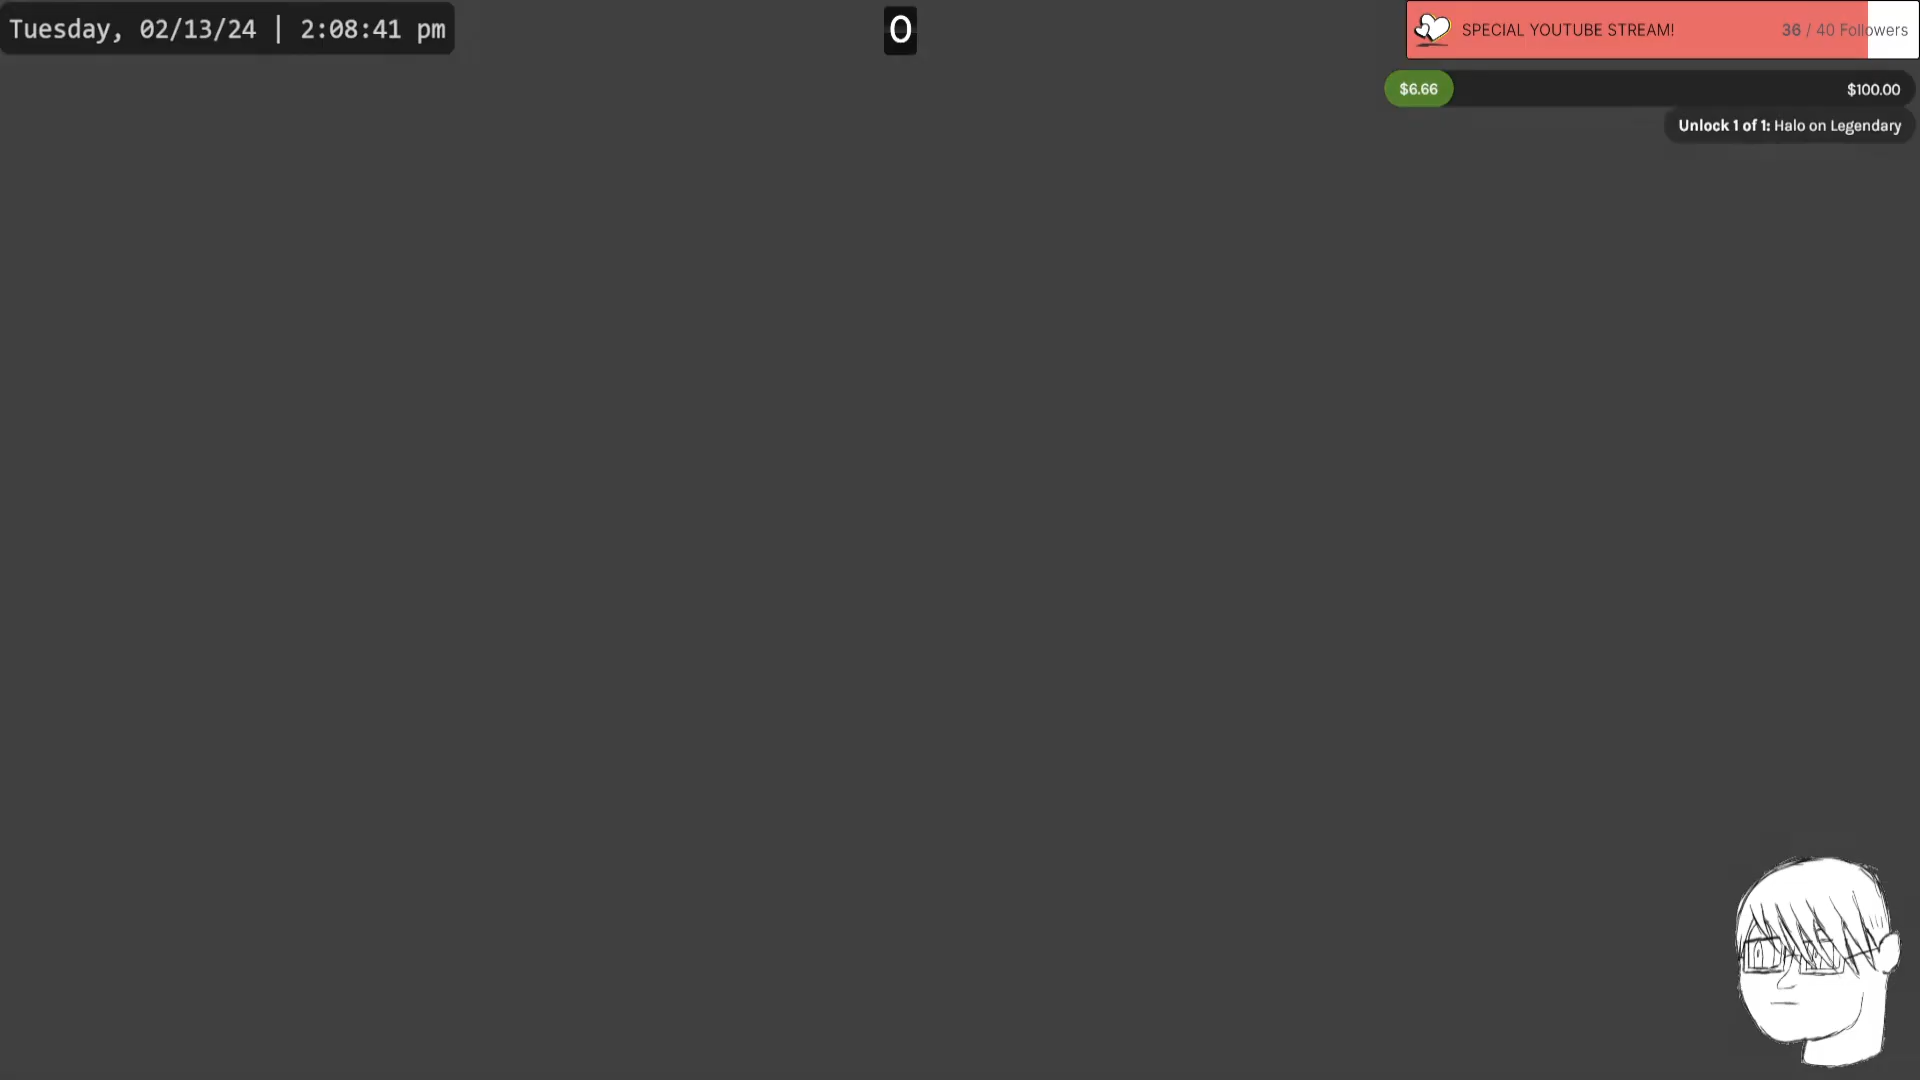 Tuesday, 02/13/24 | 2:08:41 pm
0
SPECIAL YOUTUBE STREAM! 36 / 40 Followers
$6.66 $100.00
Unlock 1 of 1: Halo on Legendary